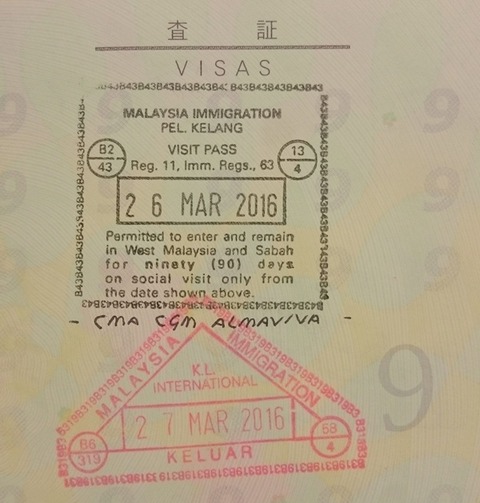 査 証
VISAS
MALAYSIA IMMIGRATION
PEL. KELANG
B2 VISIT PASS 13
43 Reg. 11, Imm. Regs., 63 4
2 6 MAR 2016
Permitted to enter and remain
in West Malaysia and Sabah
for ninety (90) days
on social visit only from
the date shown above.
- CMA CGM ALMAVIVA -
MALAYSIA IMMIGRATION
K.L.
INTERNATIONAL
2 7 MAR 2016
B6 68
319 4
KELUAR
9